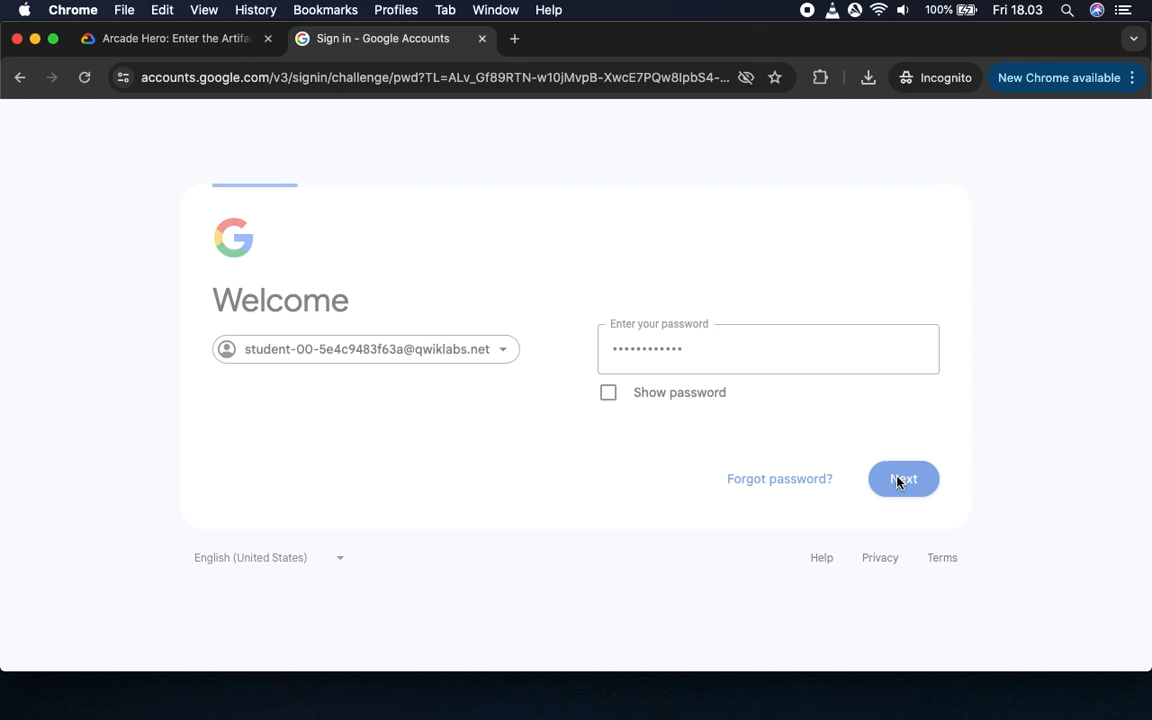 Chrome File Edit View History Bookmarks Profiles Tab Window Help 100% Fri 18.03
Arcade Hero: Enter the Artifa Sign in - Google Accounts
accounts.google.com/v3/signin/challenge/pwd?TL=ALv_Gf89RTN-w10jMvpB-XwcE7PQw8IpbS4-... Incognito New Chrome available
Welcome
Enter your password
student-00-5e4c9483f63a@qwiklabs.net ••••••••••••
Show password
Forgot password? Next
English (United States) Help Privacy Terms